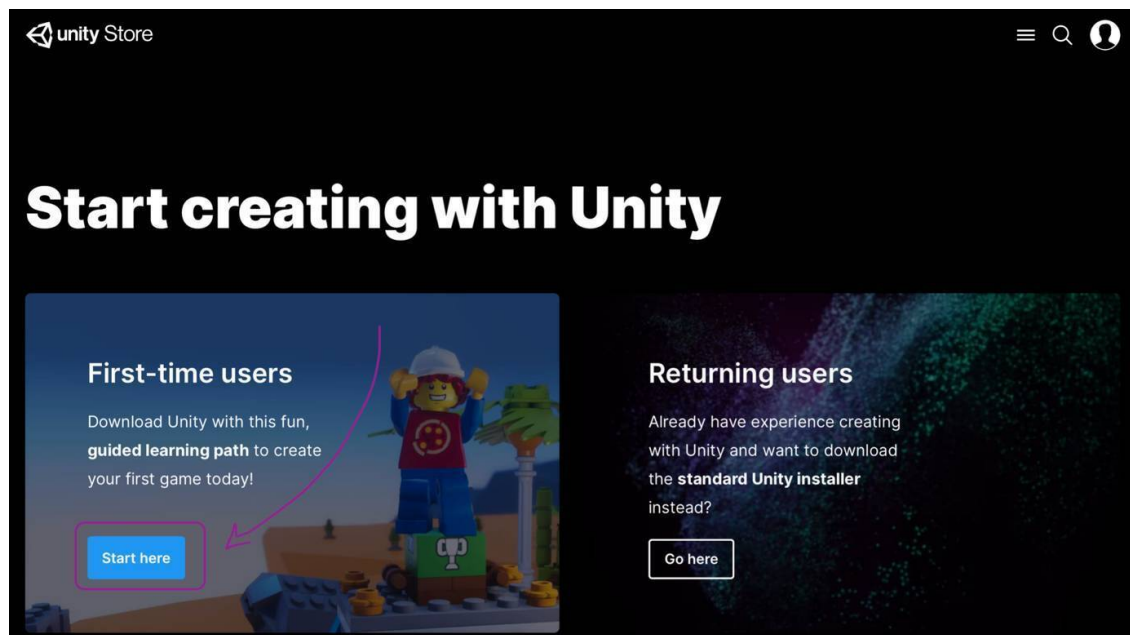 unity Store
Start creating with Unity
First-time users
Download Unity with this fun,
guided learning path to create
your first game today!
Start here
Returning users
Already have experience creating
with Unity and want to download
the standard Unity installer
instead?
Go here